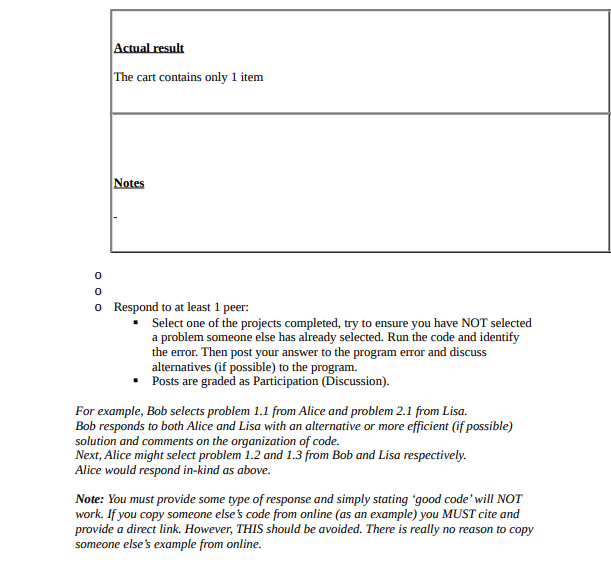 Actual result
The cart contains only 1 item
Notes
-
o
o
o Respond to at least 1 peer:
▪ Select one of the projects completed, try to ensure you have NOT selected
a problem someone else has already selected. Run the code and identify
the error. Then post your answer to the program error and discuss
alternatives (if possible) to the program.
▪ Posts are graded as Participation (Discussion).
For example, Bob selects problem 1.1 from Alice and problem 2.1 from Lisa.
Bob responds to both Alice and Lisa with an alternative or more efficient (if possible)
solution and comments on the organization of code.
Next, Alice might select problem 1.2 and 1.3 from Bob and Lisa respectively.
Alice would respond in-kind as above.
Note: You must provide some type of response and simply stating ‘good code’ will NOT
work. If you copy someone else’s code from online (as an example) you MUST cite and
provide a direct link. However, THIS should be avoided. There is really no reason to copy
someone else’s example from online.